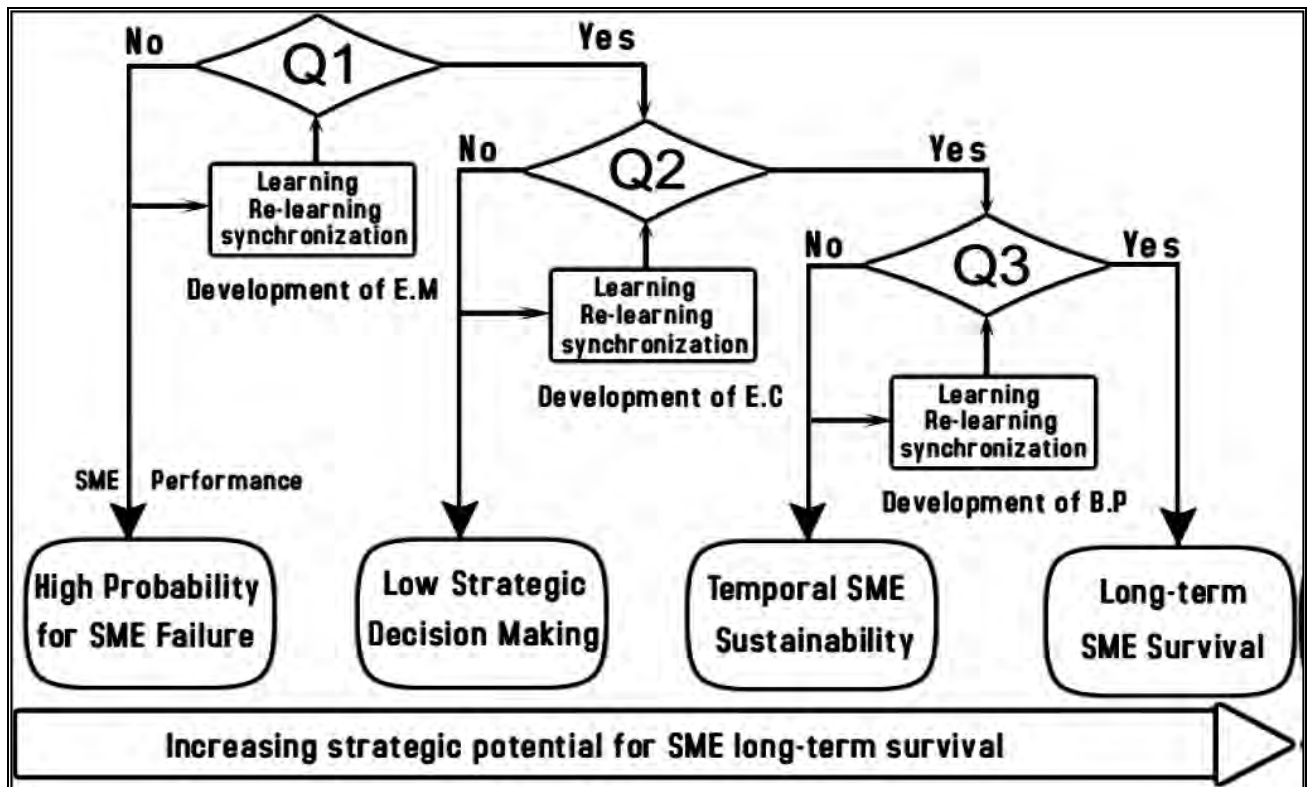 No
Q1
Yes
Learning
Re-learning
synchronization
Development of E.M
No
Q2
Yes
Learning
Re-learning
synchronization
Development of E.C
No
Q3
Yes
Learning
Re-learning
synchronization
Development of B.P
SME Performance
High Probability
for SME Failure
Low Strategic
Decision Making
Temporal SME
Sustainability
Long-term
SME Survival
Increasing strategic potential for SME long-term survival